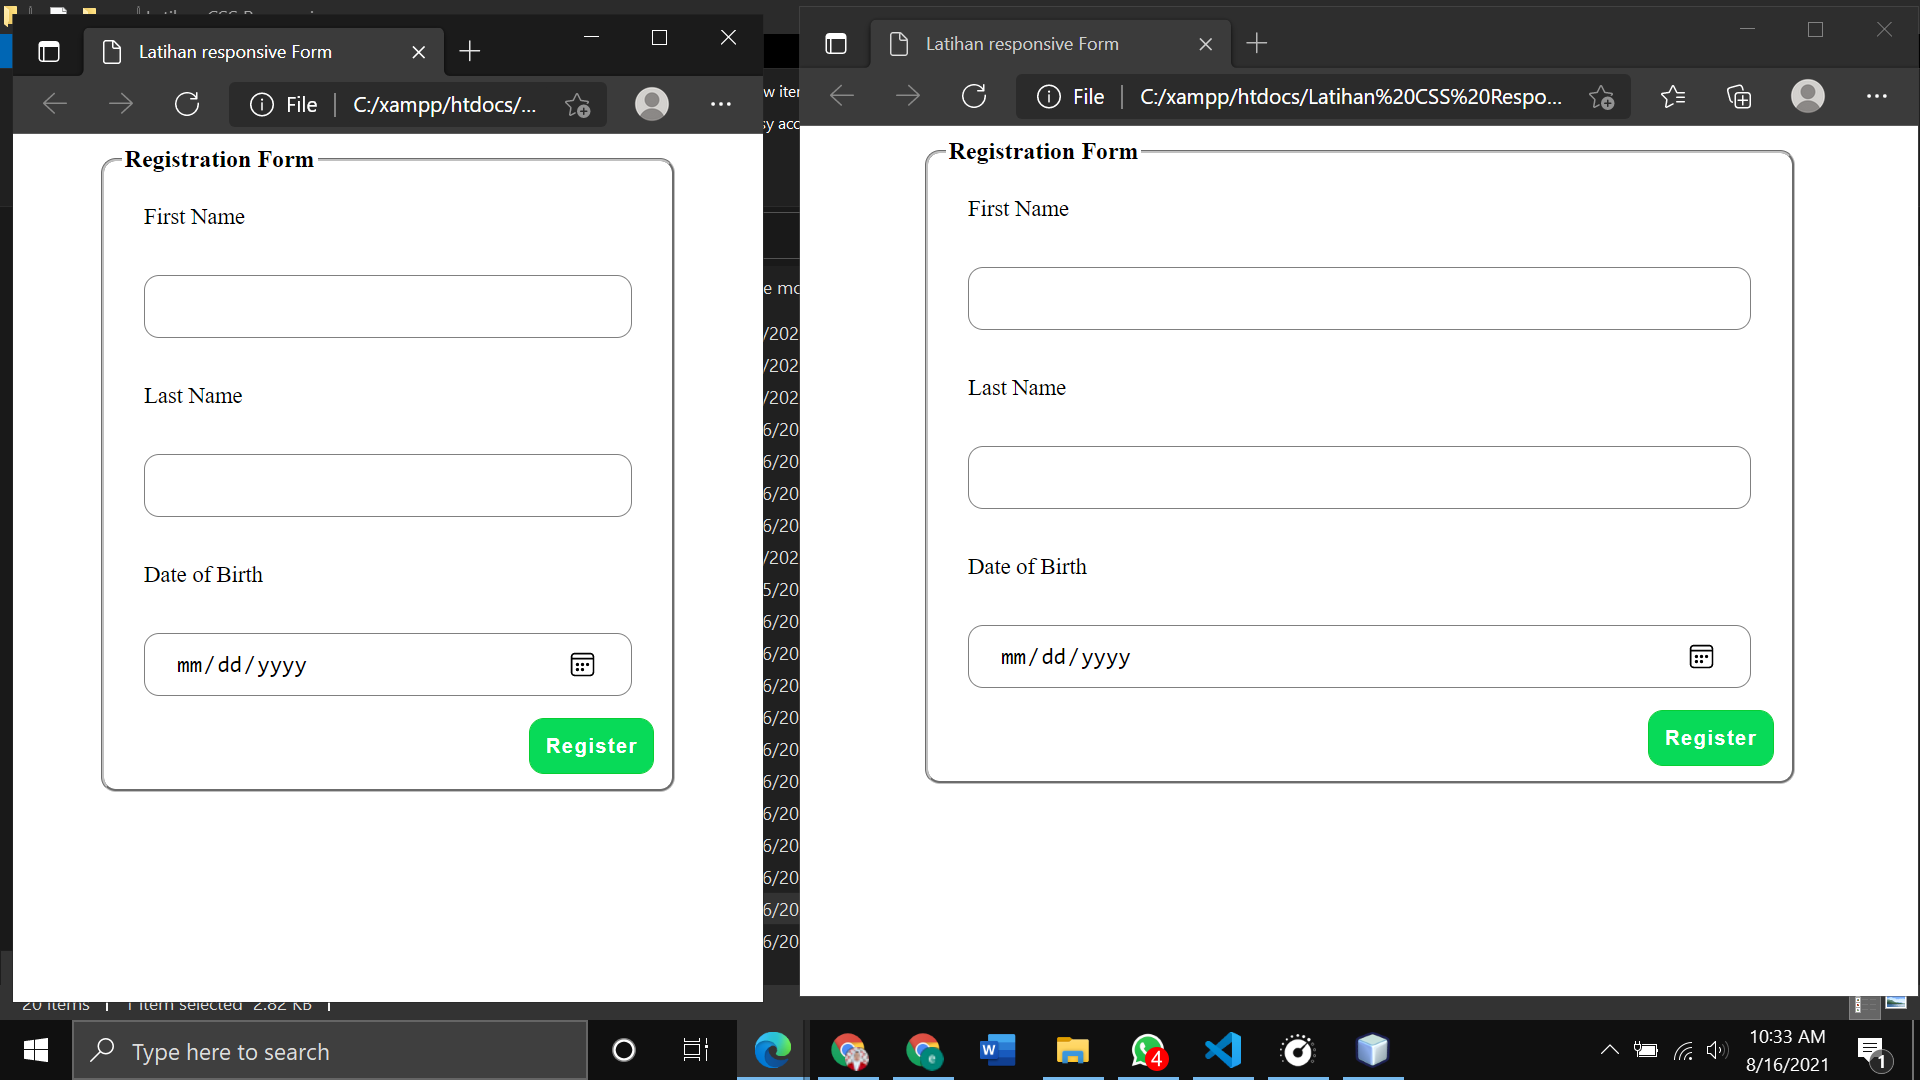 Latihan responsive Form
File
C:/xampp/htdocs/...
Registration Form
First Name
Last Name
Date of Birth
mm/dd/yyyy
Register
Latihan responsive Form
File
C:/xampp/htdocs/Latihan%20CSS%20Respo...
Registration Form
First Name
Last Name
Date of Birth
mm/dd/yyyy
Register
/202
/202
/202
6/20
6/20
6/20
6/20
/202
5/20
6/20
6/20
6/20
6/20
6/20
6/20
6/20
6/20
6/20
6/20
6/20
20 items
1 item selected 2.82 KB
Type here to search
4
10:33 AM
8/16/2021
1